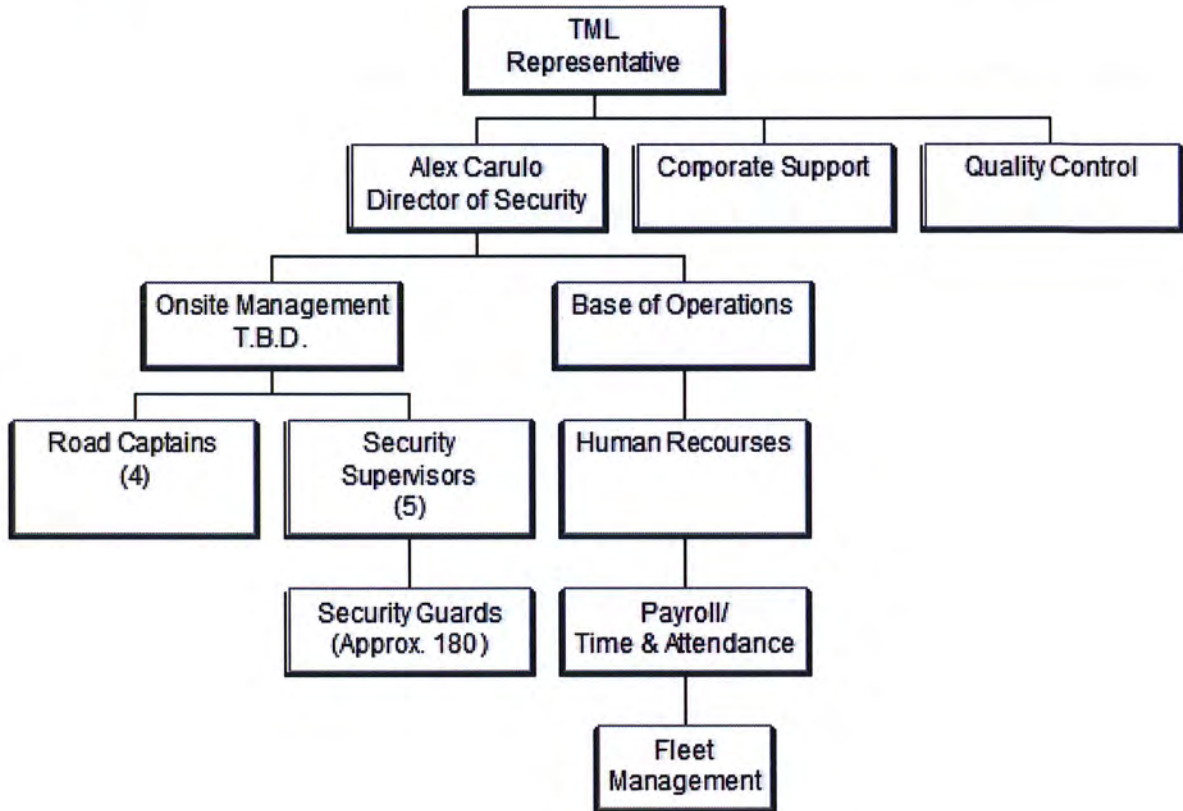 TML
Representative
Alex Carulo
Director of Security
Corporate Support
Quality Control
Onsite Management
T.B.D.
Base of Operations
Road Captains
(4)
Security
Supervisors
(5)
Human Recourses
Security Guards
(Approx. 180)
Payroll/
Time & Attendance
Fleet
Management